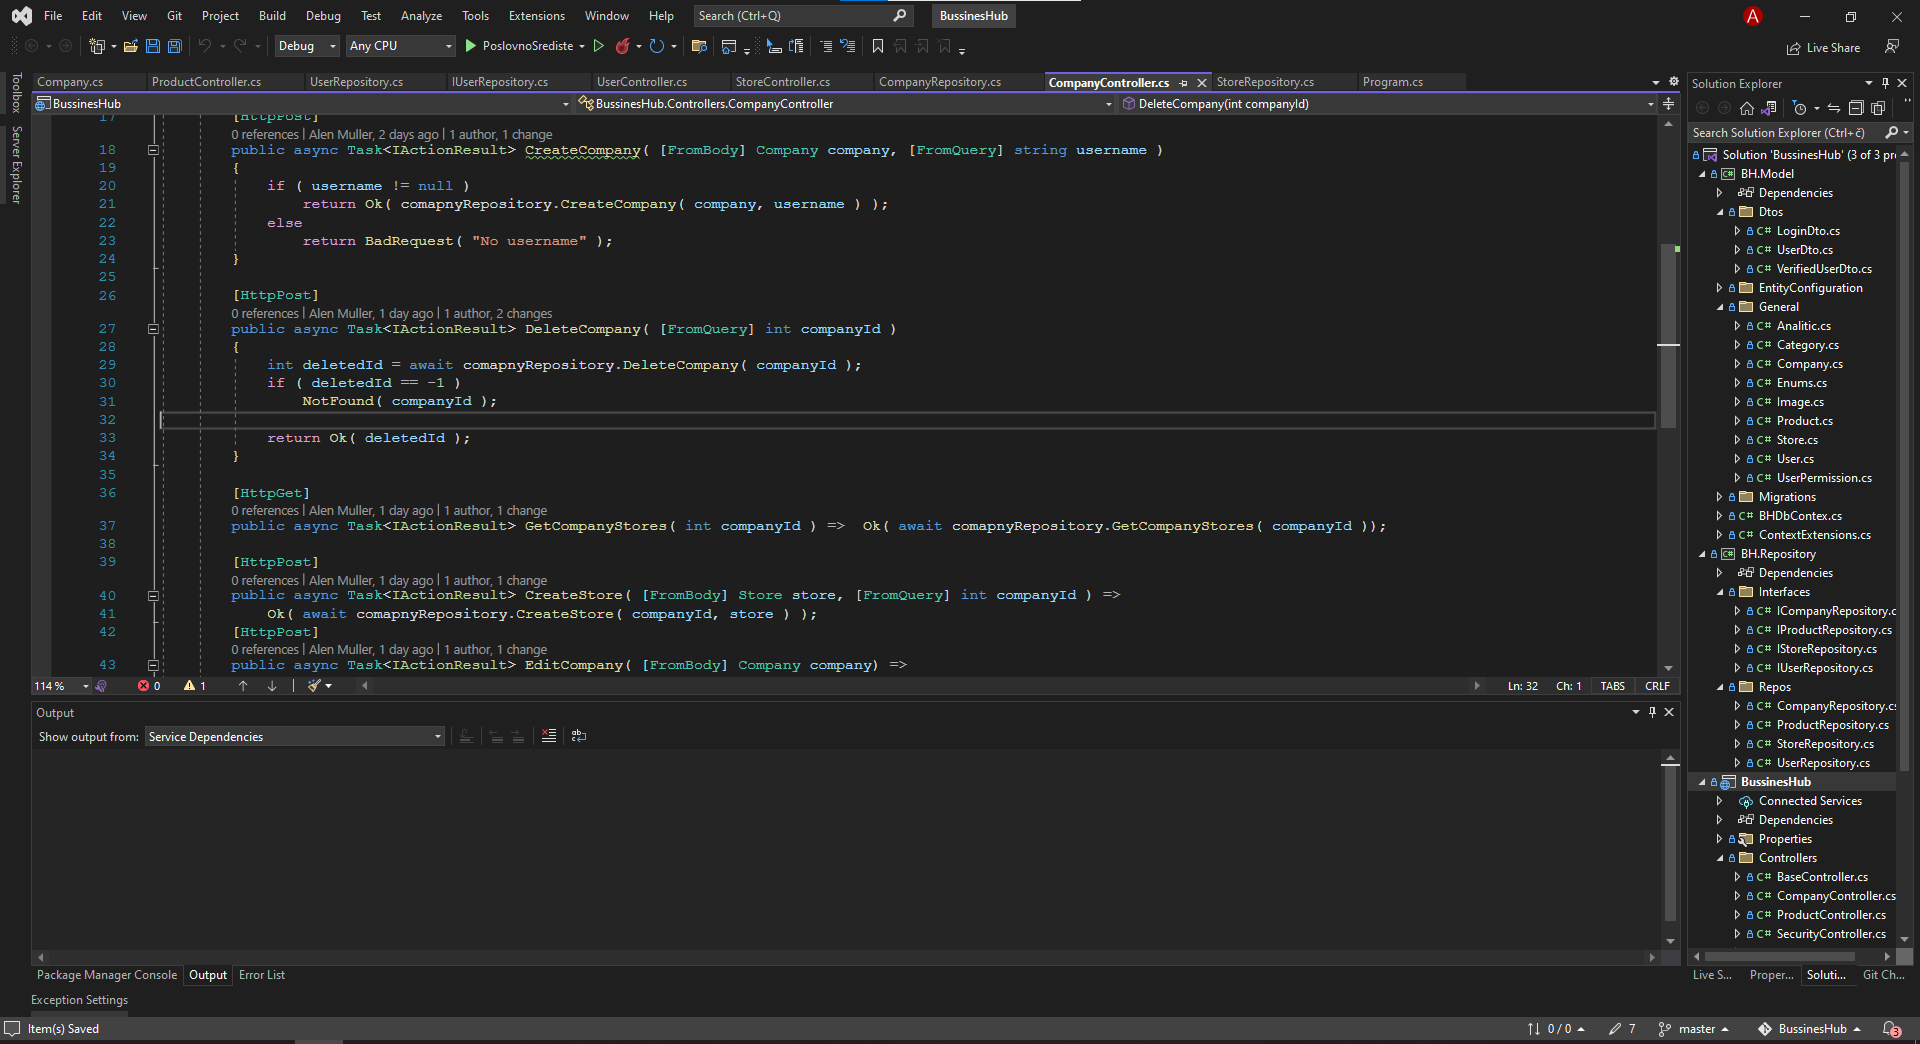 File Edit View Git Project Build Debug Test Analyze Tools Extensions Window Help Search (Ctrl+Q) BussinesHub A
Debug Any CPU PoslovnoSrediste Live Share
Toolbox
Server Explorer
Company.cs ProductController.cs UserRepository.cs IUserRepository.cs UserController.cs StoreController.cs CompanyRepository.cs CompanyController.cs StoreRepository.cs Program.cs
BussinesHub BussinesHub.Controllers.CompanyController DeleteCompany(int companyId)
17 [HttpPost]
0 references | Alen Muller, 2 days ago | 1 author, 1 change
18 public async Task<IActionResult> CreateCompany( [FromBody] Company company, [FromQuery] string username )
19 {
20 if ( username != null )
21 return Ok( comapnyRepository.CreateCompany( company, username ) );
22 else
23 return BadRequest( "No username" );
24 }
25
26 [HttpPost]
0 references | Alen Muller, 1 day ago | 1 author, 2 changes
27 public async Task<IActionResult> DeleteCompany( [FromQuery] int companyId )
28 {
29 int deletedId = await comapnyRepository.DeleteCompany( companyId );
30 if ( deletedId == -1 )
31 NotFound( companyId );
32
33 return Ok( deletedId );
34 }
35
36 [HttpGet]
0 references | Alen Muller, 1 day ago | 1 author, 1 change
37 public async Task<IActionResult> GetCompanyStores( int companyId ) => Ok( await comapnyRepository.GetCompanyStores( companyId ));
38
39 [HttpPost]
0 references | Alen Muller, 1 day ago | 1 author, 1 change
40 public async Task<IActionResult> CreateStore( [FromBody] Store store, [FromQuery] int companyId ) =>
41 Ok( await comapnyRepository.CreateStore( companyId, store ) );
42 [HttpPost]
0 references | Alen Muller, 1 day ago | 1 author, 1 change
43 public async Task<IActionResult> EditCompany( [FromBody] Company company) =>
114 % 0 1 Ln: 32 Ch: 1 TABS CRLF
Output
Show output from: Service Dependencies
Package Manager Console Output Error List
Exception Settings
Solution Explorer
Search Solution Explorer (Ctrl+č)
Solution 'BussinesHub' (3 of 3 pr
BH.Model
Dependencies
Dtos
C# LoginDto.cs
C# UserDto.cs
C# VerifiedUserDto.cs
EntityConfiguration
General
C# Analitic.cs
C# Category.cs
C# Company.cs
C# Enums.cs
C# Image.cs
C# Product.cs
C# Store.cs
C# User.cs
C# UserPermission.cs
Migrations
C# BHDbContex.cs
C# ContextExtensions.cs
BH.Repository
Dependencies
Interfaces
C# ICompanyRepository.c
C# IProductRepository.cs
C# IStoreRepository.cs
C# IUserRepository.cs
Repos
C# CompanyRepository.cs
C# ProductRepository.cs
C# StoreRepository.cs
C# UserRepository.cs
BussinesHub
Connected Services
Dependencies
Properties
Controllers
C# BaseController.cs
C# CompanyController.cs
C# ProductController.cs
C# SecurityController.cs
Live S... Proper... Soluti... Git Ch...
Item(s) Saved 0 / 0 7 master BussinesHub 3